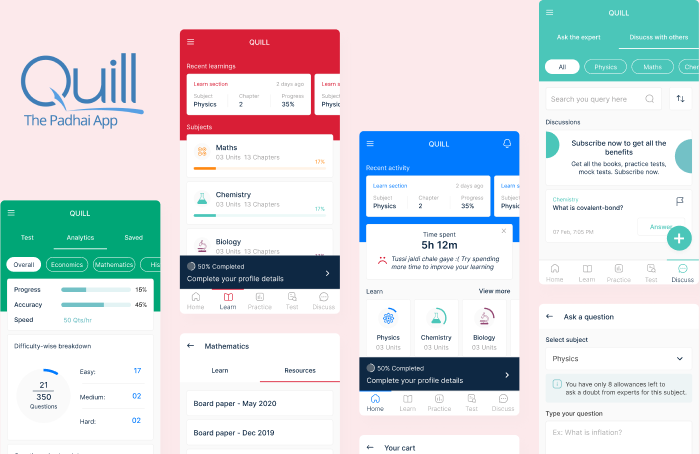 Quill
The Padhai App
QUILL
Test Analytics Saved
Overall Economics Mathematics His
Progress 15%
Accuracy 45%
Speed 50 Qts/hr
Difficulty-wise breakdown
21
350
Questions
Easy: 17
Medium: 02
Hard: 02
QUILL
Recent learnings
Learn section 2 days ago
Subject Chapter Progress
Physics 2 35%
Learn s
Subject
Physics
Subjects
Maths
03 Units 13 Chapters
17%
Chemistry
03 Units 13 Chapters
17%
Biology
03 Units 13 Chapters
50% Completed
Complete your profile details
Home Learn Practice Test Discuss
Mathematics
Learn Resources
Board paper - May 2020
Board paper - Dec 2019
QUILL
Recent activity
Learn section 2 days ago
Subject Chapter Progress
Physics 2 35%
Learn s
Subject
Physics
Time spent
5h 12m
Tussi jaldi chale gaye :( Try spending
more time to improve your learning
Learn View more
Physics
03 Units
Chemistry
03 Units
Biology
03 Units
50% Completed
Complete your profile details
Home Learn Practice Test Discuss
Your cart
QUILL
Ask the expert Disucss with others
All Physics Maths Chem
Search you query here
Discussions
Subscribe now to get all the
benefits
Get all the books, practice tests,
mock tests. Subscribe now.
Chemistry
What is covalent-bond?
07 Feb, 7:05 PM
Answer
Home Learn Practice Test Discuss
Ask a question
Select subject
Physics
You have only 8 allowances left to
ask a doubt from experts for this subject.
Type your question
Ex: What is inflation?